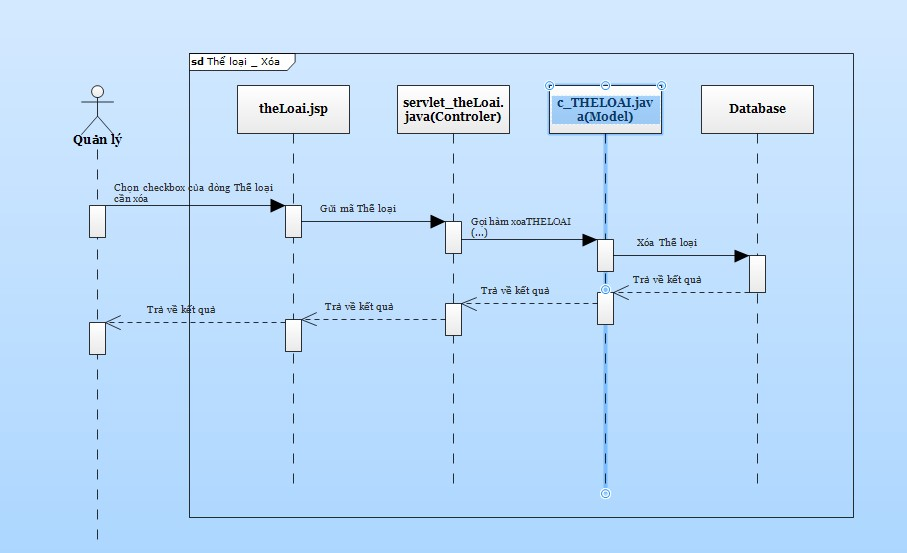 sd Thể loại _ Xóa
theLoai.jsp
servlet_theLoai.
java(Controler)
c_THELOAI.jav
a(Model)
Database
Quản lý
Chọn checkbox của dòng Thể loại
cần xóa
Gửi mã Thể loại
Gọi hàm xoaTHELOAI
(...)
Xóa Thể loại
Trả về kết quả
Trả về kết quả
Trả về kết quả
Trả về kết quả